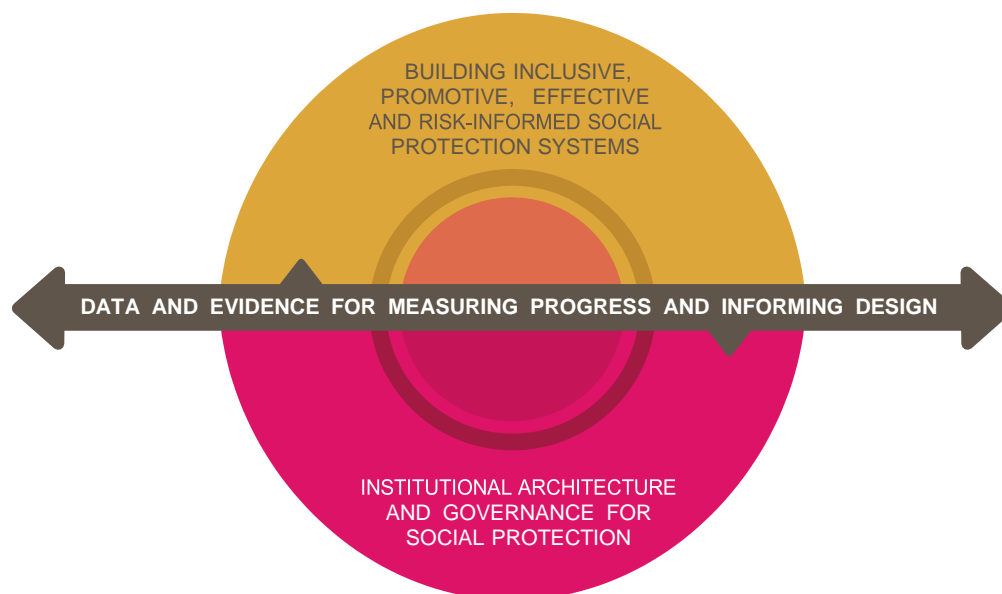 BUILDING INCLUSIVE,
PROMOTIVE, EFFECTIVE
AND RISK-INFORMED SOCIAL
PROTECTION SYSTEMS
DATA AND EVIDENCE FOR MEASURING PROGRESS AND INFORMING DESIGN
INSTITUTIONAL ARCHITECTURE
AND GOVERNANCE FOR
SOCIAL PROTECTION